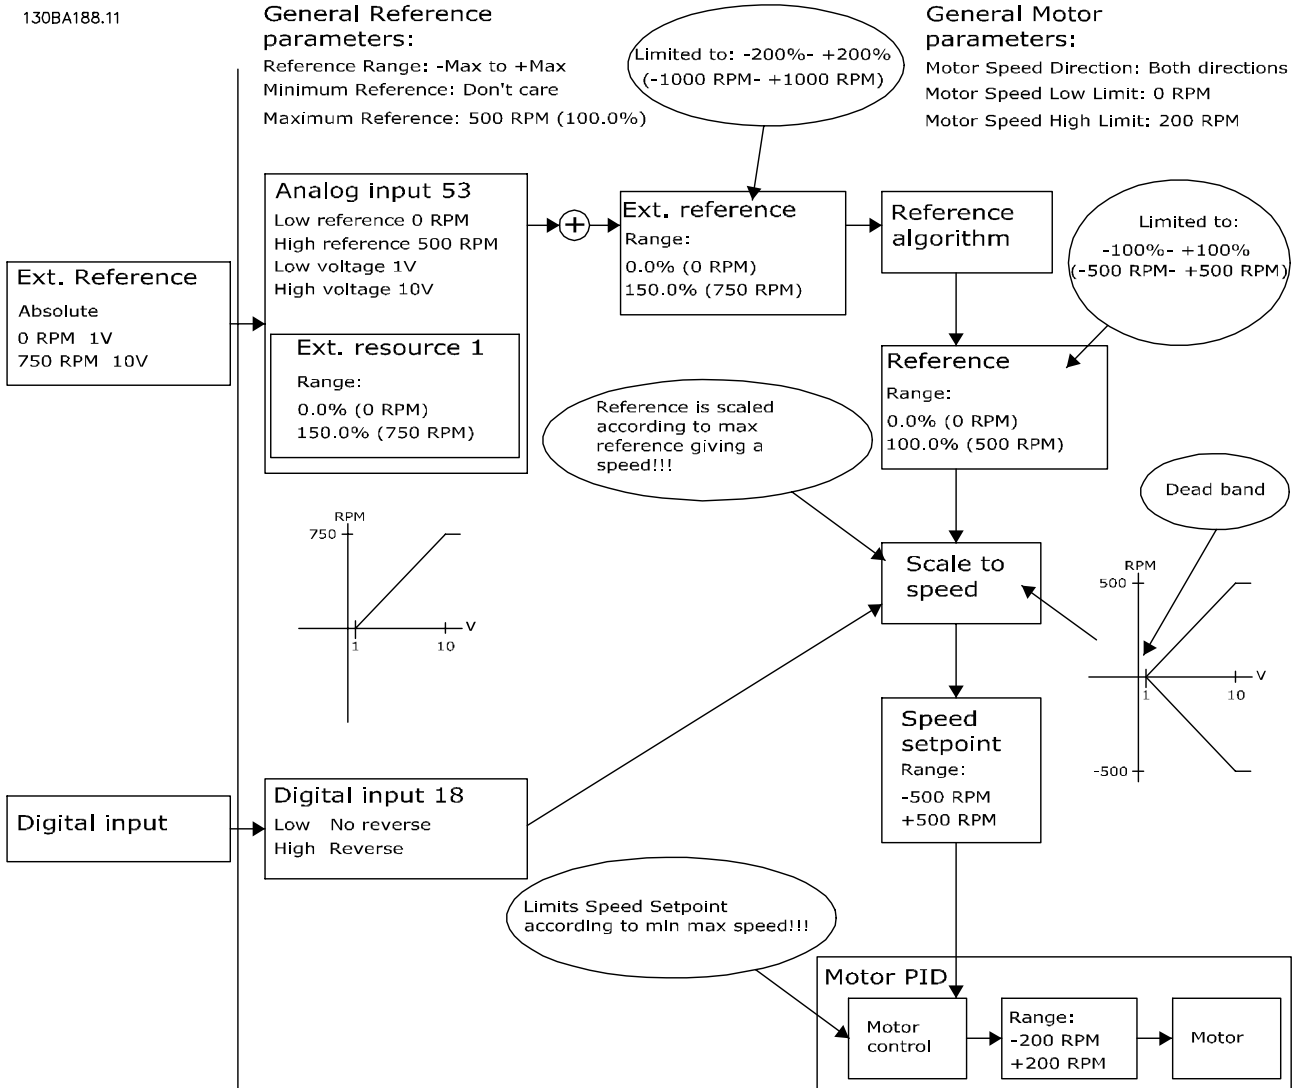 130BA188.11
General Reference
parameters:
Reference Range: -Max to +Max
Minimum Reference: Don't care
Maximum Reference: 500 RPM (100.0%)
Limited to: -200%- +200%
(-1000 RPM- +1000 RPM)
General Motor
parameters:
Motor Speed Direction: Both directions
Motor Speed Low Limit: 0 RPM
Motor Speed High Limit: 200 RPM
Ext. Reference
Absolute
0 RPM 1V
750 RPM 10V
Analog input 53
Low reference 0 RPM
High reference 500 RPM
Low voltage 1V
High voltage 10V
Ext. resource 1
Range:
0.0% (0 RPM)
150.0% (750 RPM)
+
Ext. reference
Range:
0.0% (0 RPM)
150.0% (750 RPM)
Reference
algorithm
Limited to:
-100%- +100%
(-500 RPM- +500 RPM)
Reference
Range:
0.0% (0 RPM)
100.0% (500 RPM)
Reference is scaled
according to max
reference giving a
speed!!!
Dead band
RPM
750
V
1
10
Scale to
speed
RPM
500
V
1
10
-500
Speed
setpoint
Range:
-500 RPM
+500 RPM
Digital input
Digital input 18
Low No reverse
High Reverse
Limits Speed Setpoint
according to min max speed!!!
Motor PID
Motor
control
Range:
-200 RPM
+200 RPM
Motor